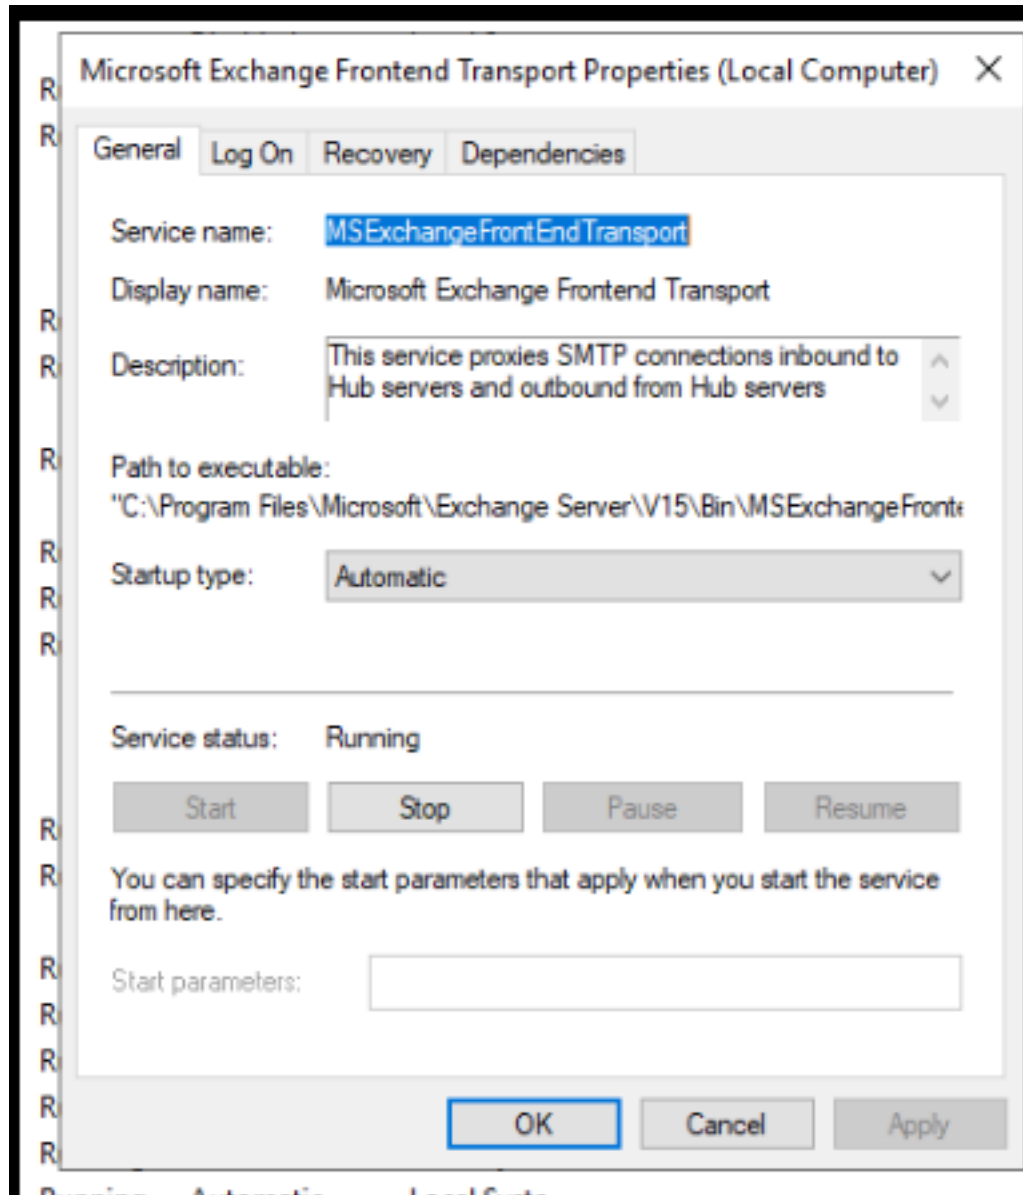 Microsoft Exchange Frontend Transport Properties (Local Computer)
General Log On Recovery Dependencies
Service name: MSExchangeFrontEndTransport
Display name: Microsoft Exchange Frontend Transport
Description: This service proxies SMTP connections inbound to
Hub servers and outbound from Hub servers
Path to executable:
"C:\Program Files\Microsoft\Exchange Server\V15\Bin\MSExchangeFronte
Startup type: Automatic
Service status: Running
Start Stop Pause Resume
You can specify the start parameters that apply when you start the service
from here.
Start parameters:
OK Cancel Apply
Running Automatic Local Syste